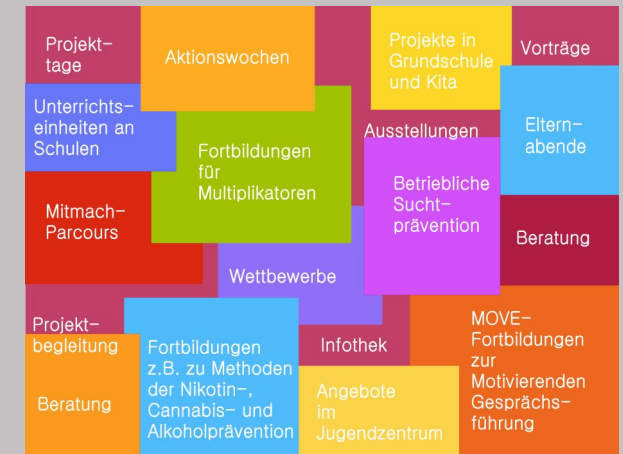 Projekt-
tage
Aktionswochen
Projekte in
Grundschule
und Kita
Vorträge
Unterrichts-
einheiten an
Schulen
Fortbildungen
für
Multiplikatoren
Ausstellungen
Eltern-
abende
Mitmach-
Parcours
Betriebliche
Sucht-
prävention
Beratung
Wettbewerbe
Projekt-
begleitung
Fortbildungen
z.B. zu Methoden
der Nikotin-,
Cannabis- und
Alkoholprävention
Infothek
MOVE-
Fortbildungen
zur
Motivierenden
Gesprächs-
führung
Beratung
Angebote
im
Jugendzentrum